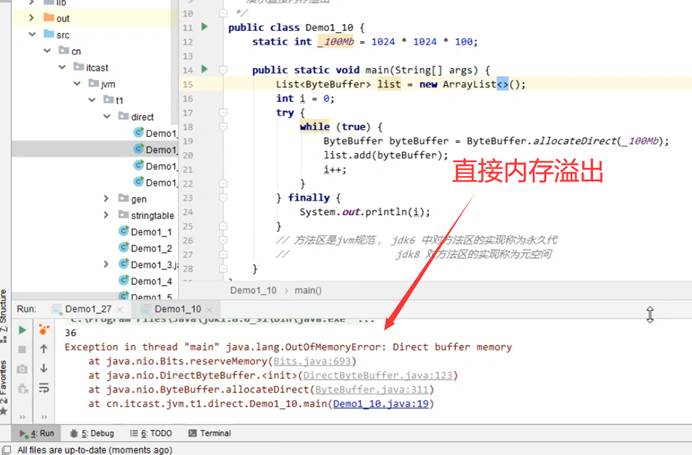 lib
out
src
cn
itcast
jvm
t1
direct
Demo1_
Demo1_
Demo1_
Demo1_
gen
stringtable
Demo1_1
Demo1_2
Demo1_3.ja
Demo1_4
Demo1_5
10
11
12
13
14
15
16
17
18
19
20
21
22
23
24
25
26
27
28
演示直接内存溢出
*/
public class Demo1_10 {
static int _100Mb = 1024 * 1024 * 100;
public static void main(String[] args) {
List<ByteBuffer> list = new ArrayList<>();
int i = 0;
try {
while (true) {
ByteBuffer byteBuffer = ByteBuffer.allocateDirect(_100Mb);
list.add(byteBuffer);
i++;
}
} finally {
System.out.println(i);
}
// 方法区是jvm规范, jdk6 中对方法区的实现称为永久代
// jdk8 对方法区的实现称为元空间
}
直接内存溢出
Demo1_10 › main()
Run: Demo1_27 × Demo1_10 ×
36
Exception in thread "main" java.lang.OutOfMemoryError: Direct buffer memory
at java.nio.Bits.reserveMemory(Bits.java:693)
at java.nio.DirectByteBuffer.<init>(DirectByteBuffer.java:123)
at java.nio.ByteBuffer.allocateDirect(ByteBuffer.java:311)
at cn.itcast.jvm.t1.direct.Demo1_10.main(Demo1_10.java:19)
Z: Structure
2: Favorites
4: Run 5: Debug 6: TODO Terminal
All files are up-to-date (moments ago)